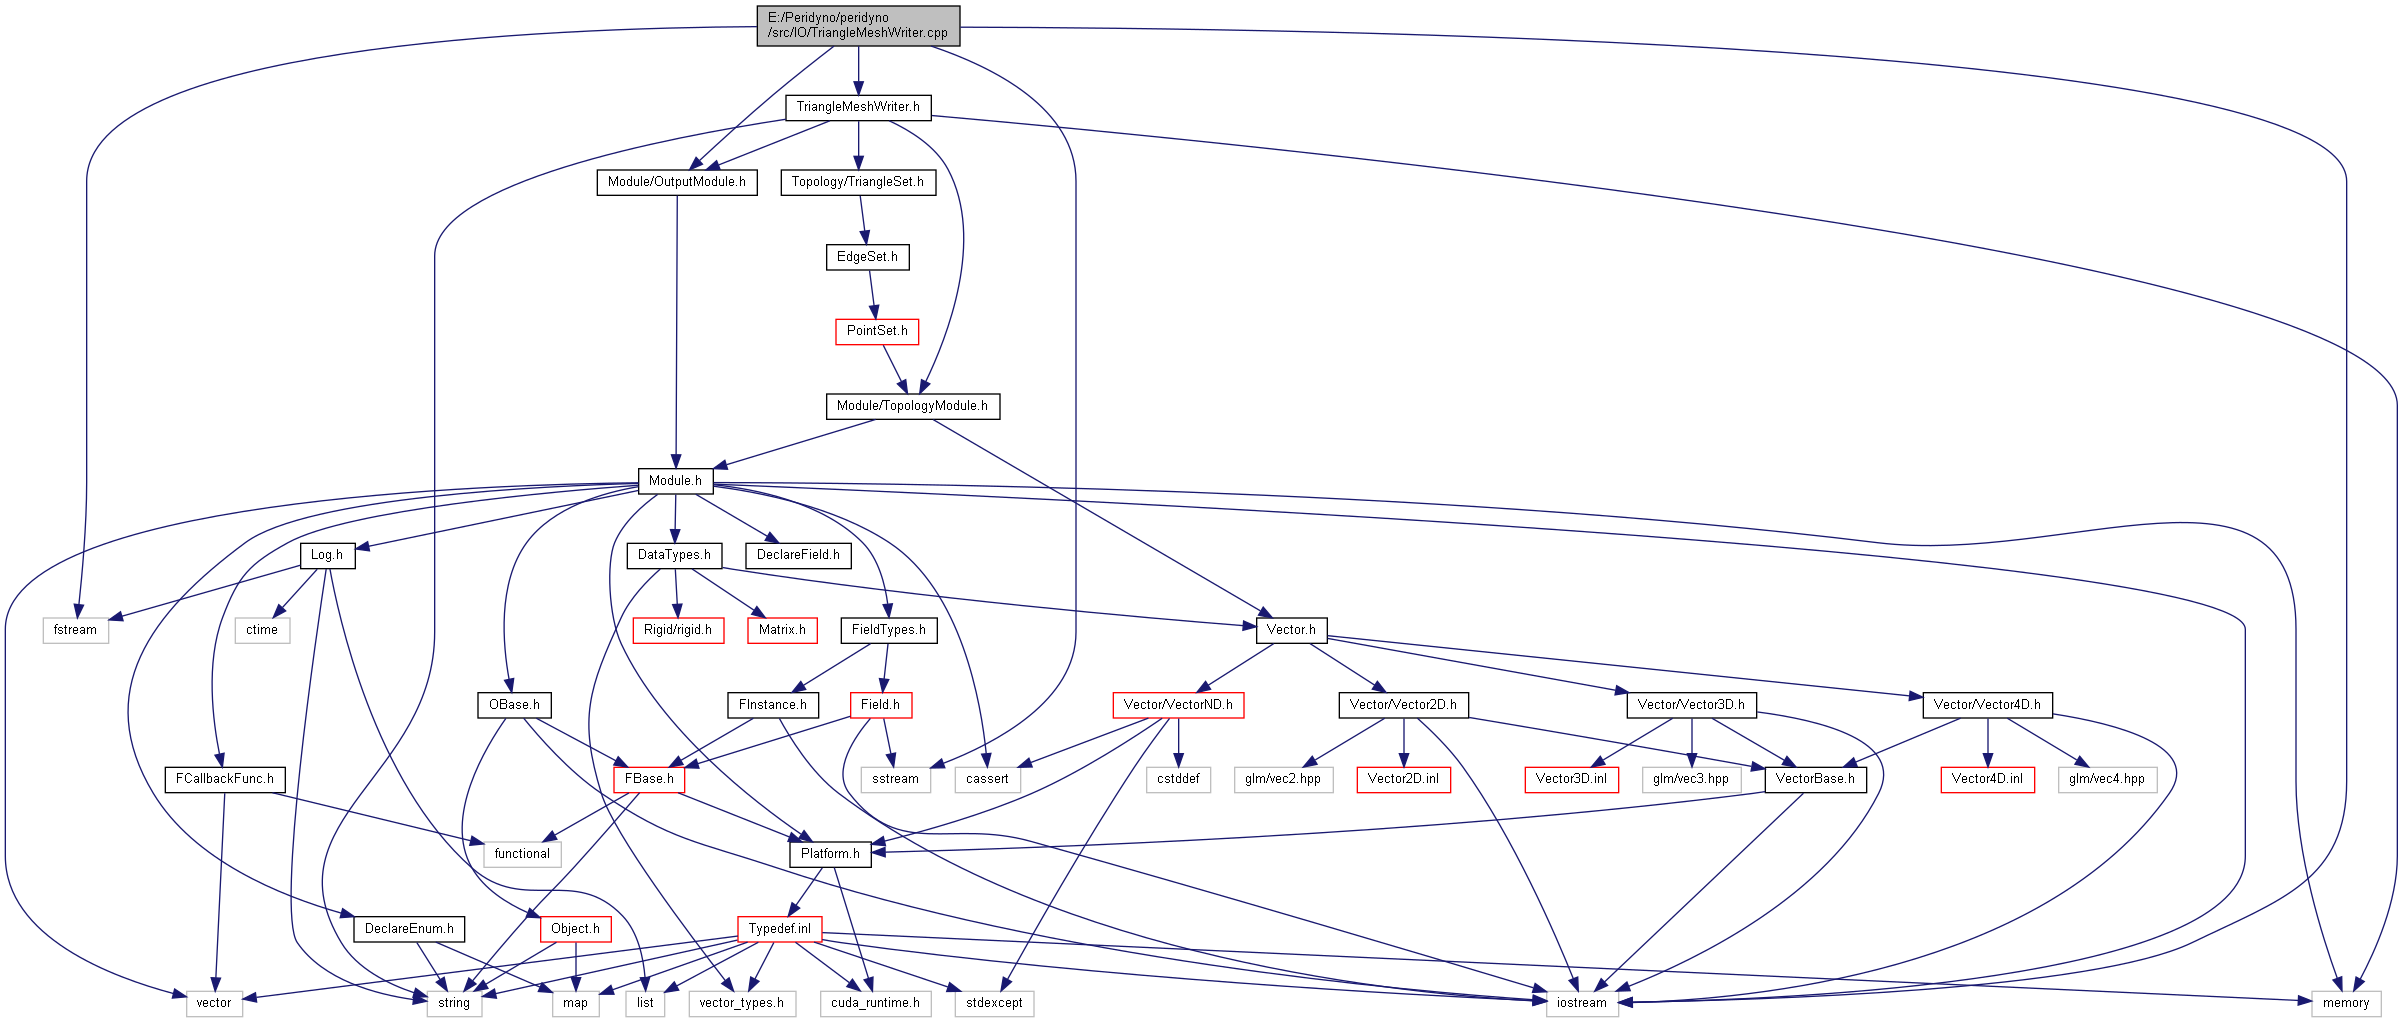 E:/Peridyno/peridyno
/src/IO/TriangleMeshWriter.cpp
TriangleMeshWriter.h
Module/OutputModule.h
Topology/TriangleSet.h
EdgeSet.h
PointSet.h
Module/TopologyModule.h
Module.h
Log.h
DataTypes.h
DeclareField.h
fstream
ctime
Rigid/rigid.h
Matrix.h
FieldTypes.h
Vector.h
OBase.h
FInstance.h
Field.h
Vector/VectorND.h
Vector/Vector2D.h
Vector/Vector3D.h
Vector/Vector4D.h
FCallbackFunc.h
FBase.h
sstream
cassert
cstddef
glm/vec2.hpp
Vector2D.inl
Vector3D.inl
glm/vec3.hpp
VectorBase.h
Vector4D.inl
glm/vec4.hpp
functional
Platform.h
DeclareEnum.h
Object.h
Typedef.inl
vector
string
map
list
vector_types.h
cuda_runtime.h
stdexcept
iostream
memory